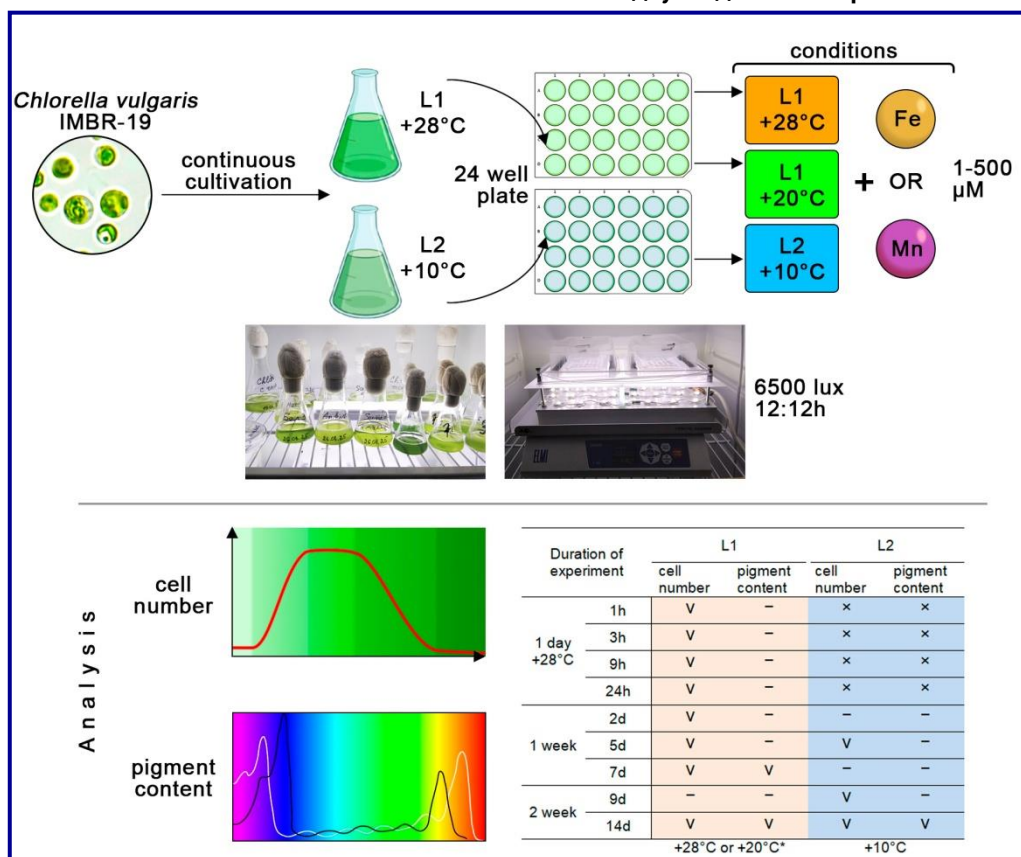 Chlorella vulgaris
IMBR-19
continuous
cultivation
L1
+28°C
L2
+10°C
24 well
plate
conditions
L1
+28°C
L1
+20°C
L2
+10°C
+
Fe
OR
Mn
1-500
µM
ELMI
6500 lux
12:12h
Analysis
cell
number
pigment
content
Duration of experiment L1 L2
cell number pigment content cell number pigment content
1 day +28°C
1h V – × ×
3h V – × ×
9h V – × ×
24h V – × ×
1 week
2d V – – –
5d V – V –
7d V V – –
2 week
9d – – V –
14d V V V V
+28°C or +20°C* +10°C